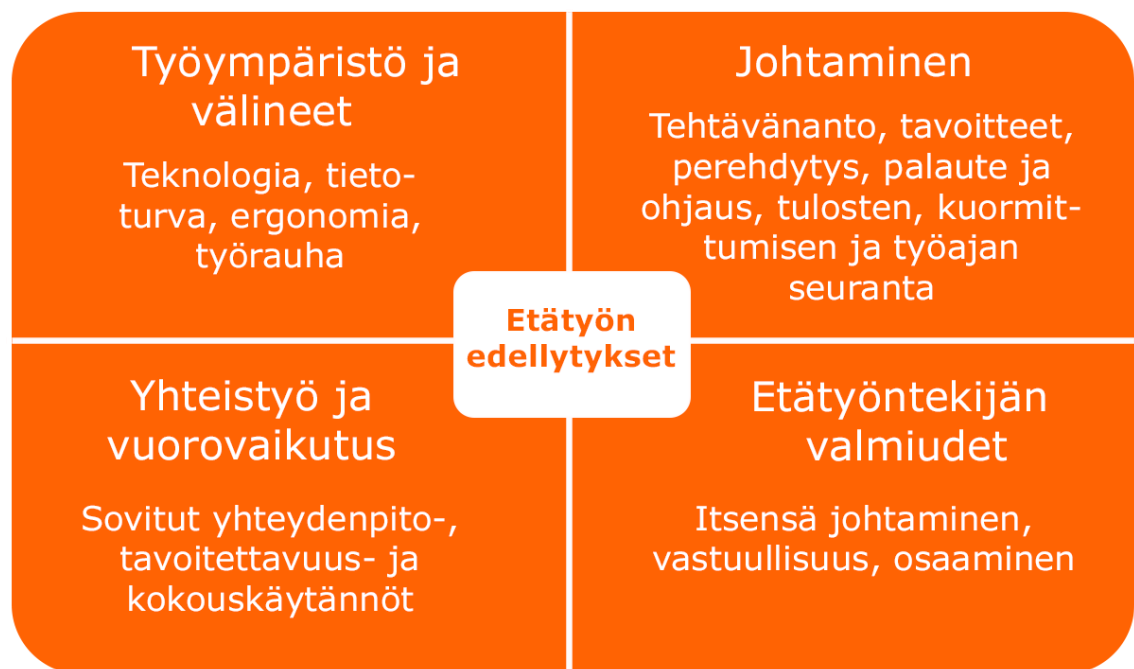 Työympäristö ja
välineet
Teknologia, tieto-
turva, ergonomia,
työrauha
Johtaminen
Tehtävänanto, tavoitteet,
perehdytys, palaute ja
ohjaus, tulosten, kuormit-
tumisen ja työajan
seuranta
Etätyön
edellytykset
Yhteistyö ja
vuorovaikutus
Sovitut yhteydenpito-,
tavoitettavuus- ja
kokouskäytännöt
Etätyöntekijän
valmiudet
Itsensä johtaminen,
vastuullisuus, osaaminen